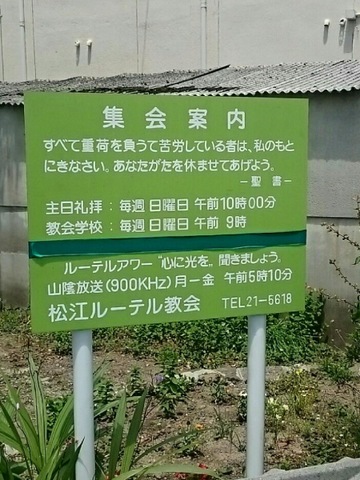 集会案内
すべて重荷を負うて苦労している者は、私のもと
にきなさい。あなたがたを休ませてあげよう。
ー聖書ー
主日礼拝：毎週 日曜日 午前10時00分
教会学校：毎週 日曜日 午前 9時
ルーテルアワー "心に光を„ 聞きましょう。
山陰放送（900KHz）月ー金 午前5時10分
松江ルーテル教会 TEL21-5618